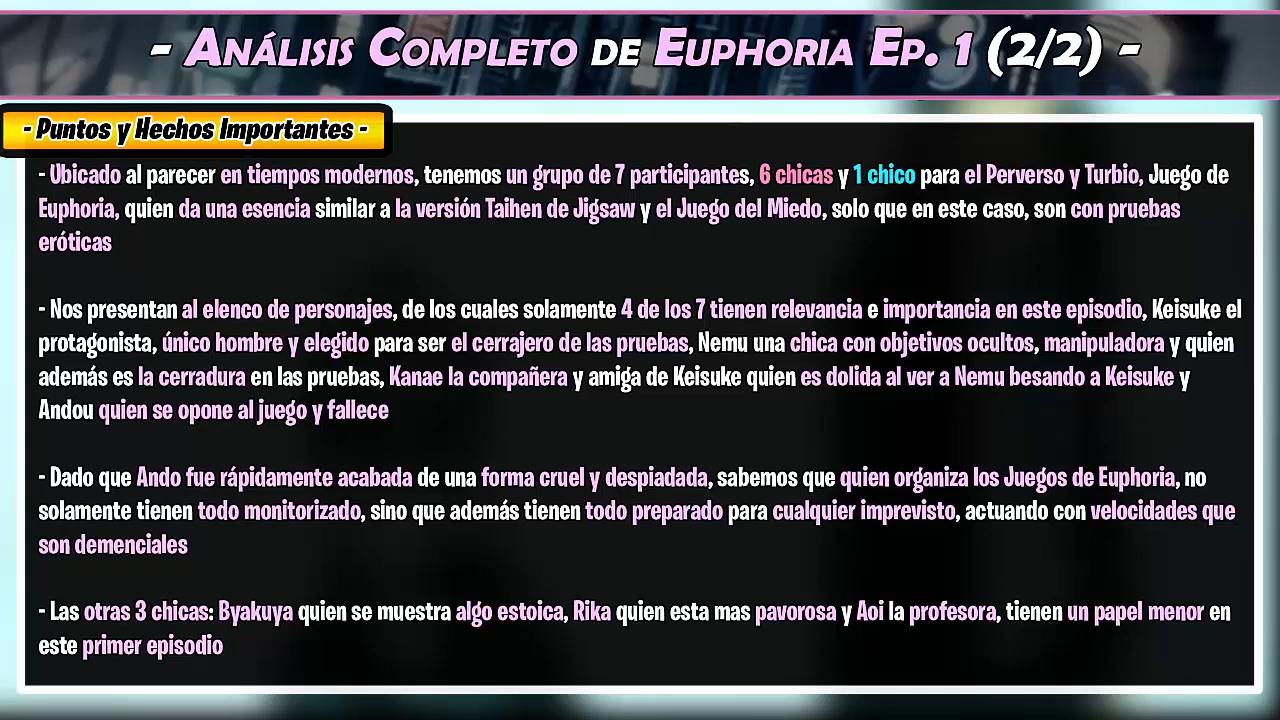 - Análisis Completo de Euphoria Ep. 1 (2/2) -
- Puntos y Hechos Importantes -
- Ubicado al parecer en tiempos modernos, tenemos un grupo de 7 participantes, 6 chicas y 1 chico para el Perverso y Turbio, Juego de
Euphoria, quien da una esencia similar a la versión Taihen de Jigsaw y el Juego del Miedo, solo que en este caso, son con pruebas
eróticas
- Nos presentan al elenco de personajes, de los cuales solamente 4 de los 7 tienen relevancia e importancia en este episodio, Keisuke el
protagonista, único hombre y elegido para ser el cerrajero de las pruebas, Nemu una chica con objetivos ocultos, manipuladora y quien
además es la cerradura en las pruebas, Kanae la compañera y amiga de Keisuke quien es dolida al ver a Nemu besando a Keisuke y
Andou quien se opone al juego y fallece
- Dado que Ando fue rápidamente acabada de una forma cruel y despiadada, sabemos que quien organiza los Juegos de Euphoria, no
solamente tienen todo monitorizado, sino que además tienen todo preparado para cualquier imprevisto, actuando con velocidades que
son demenciales
- Las otras 3 chicas: Byakuya quien se muestra algo estoica, Rika quien esta mas pavorosa y Aoi la profesora, tienen un papel menor en
este primer episodio